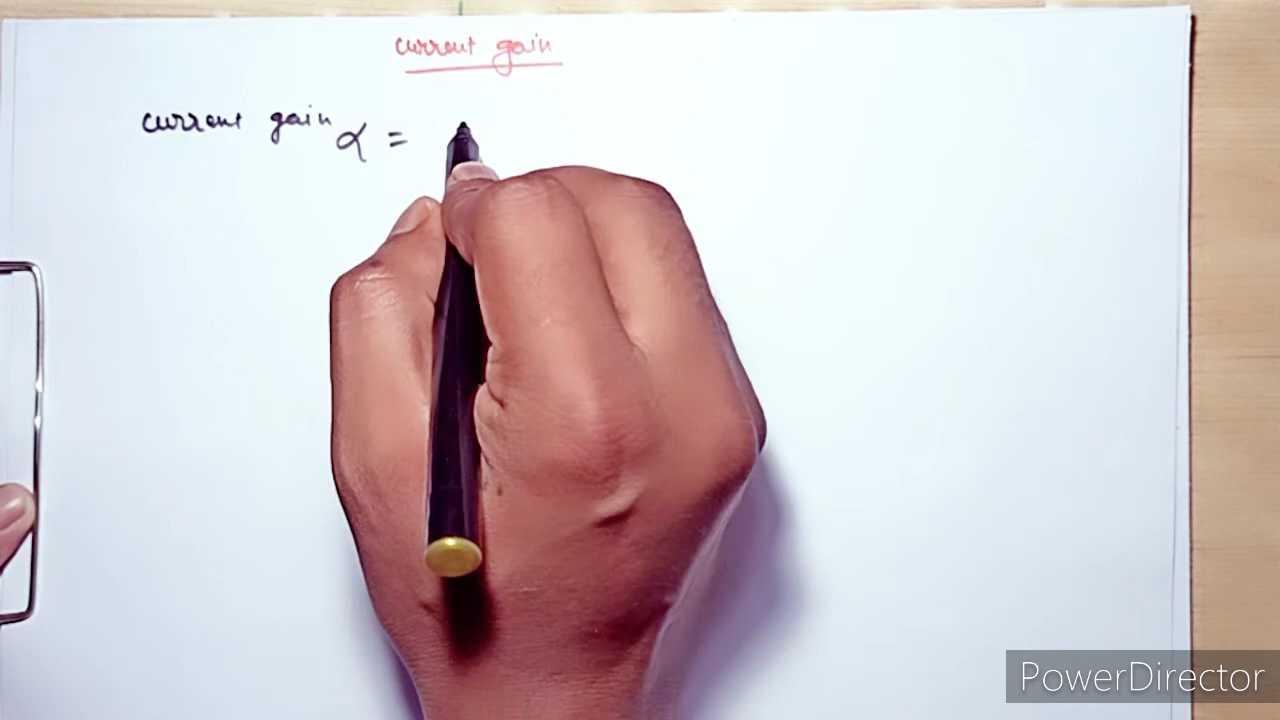 current gain
current gain α =
PowerDirector